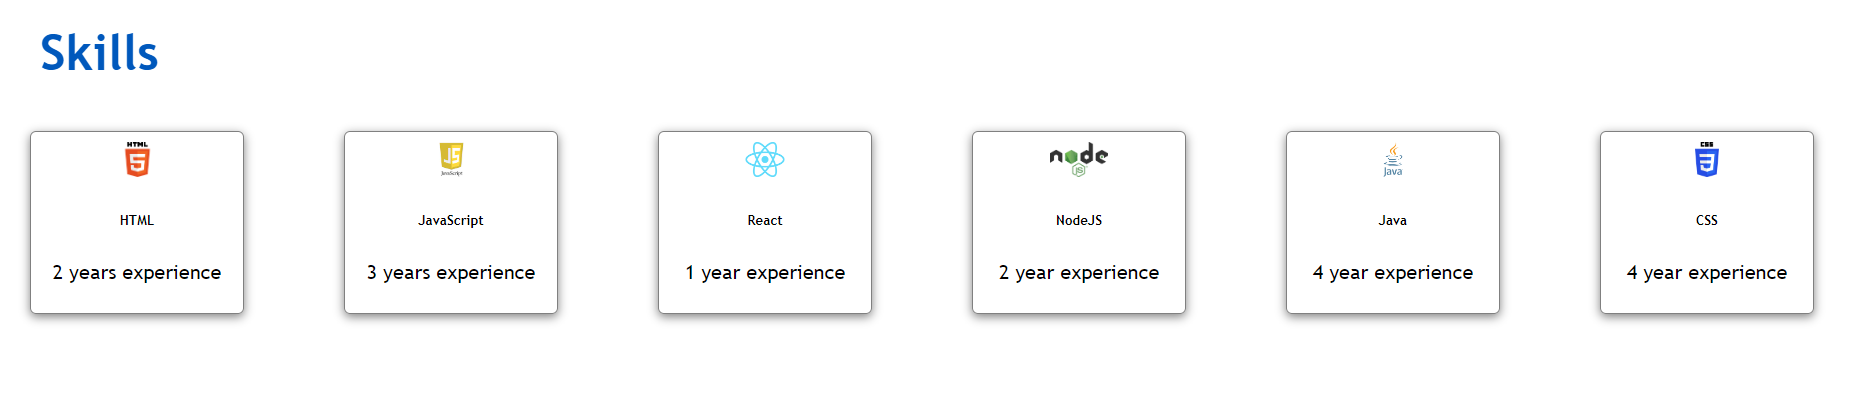 Skills
HTML
5
JS
JavaScript
node
JS
Java
CSS
3
HTML
JavaScript
React
NodeJS
Java
CSS
2 years experience
3 years experience
1 year experience
2 year experience
4 year experience
4 year experience